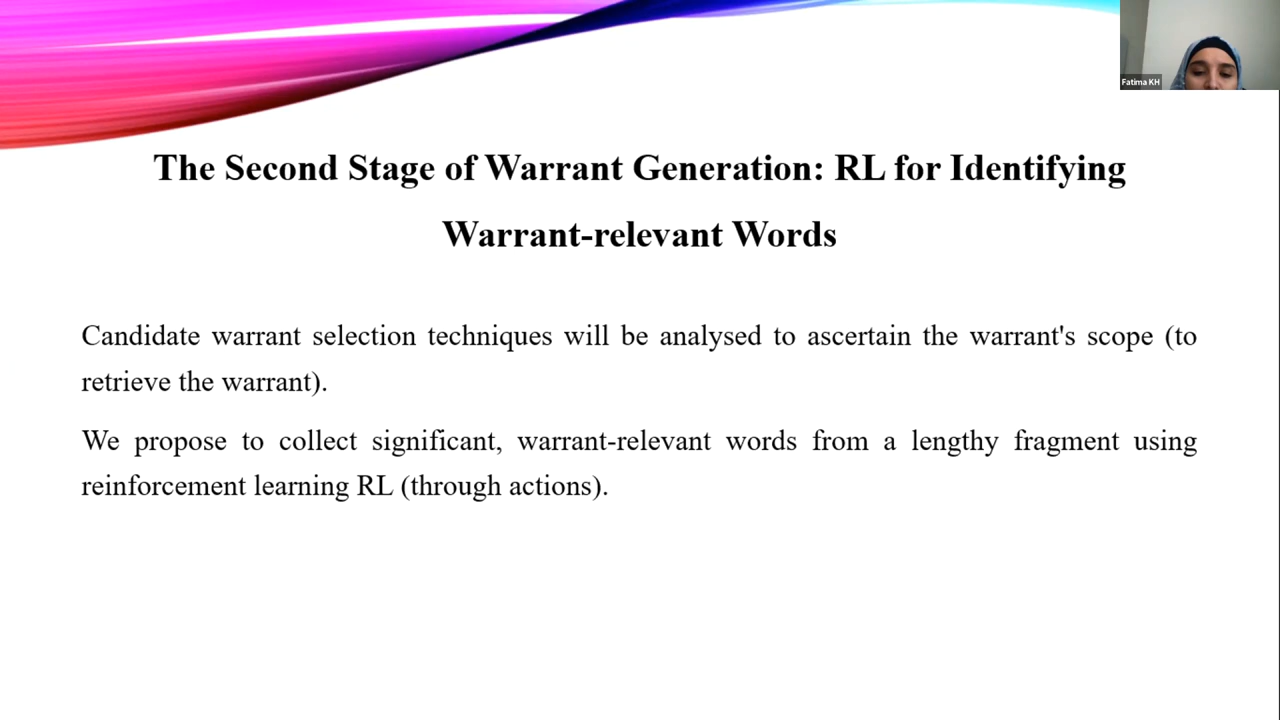 Fatima KH
The Second Stage of Warrant Generation: RL for Identifying
Warrant-relevant Words
Candidate warrant selection techniques will be analysed to ascertain the warrant's scope (to
retrieve the warrant).
We propose to collect significant, warrant-relevant words from a lengthy fragment using
reinforcement learning RL (through actions).